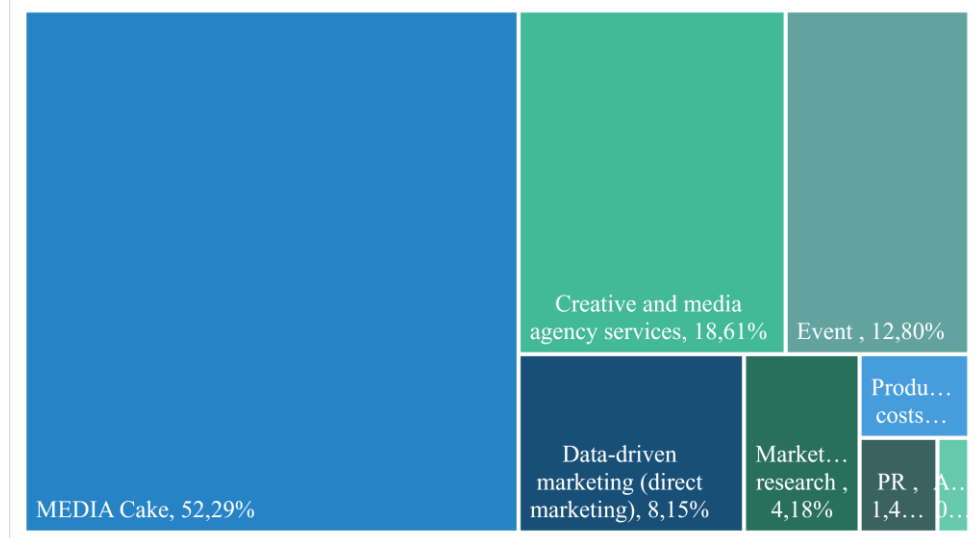 MEDIA Cake, 52,29%
Creative and media
agency services, 18,61%
Event , 12,80%
Data-driven
marketing (direct
marketing), 8,15%
Market…
research ,
4,18%
Produ…
costs…
PR ,
1,4…
A…
0…